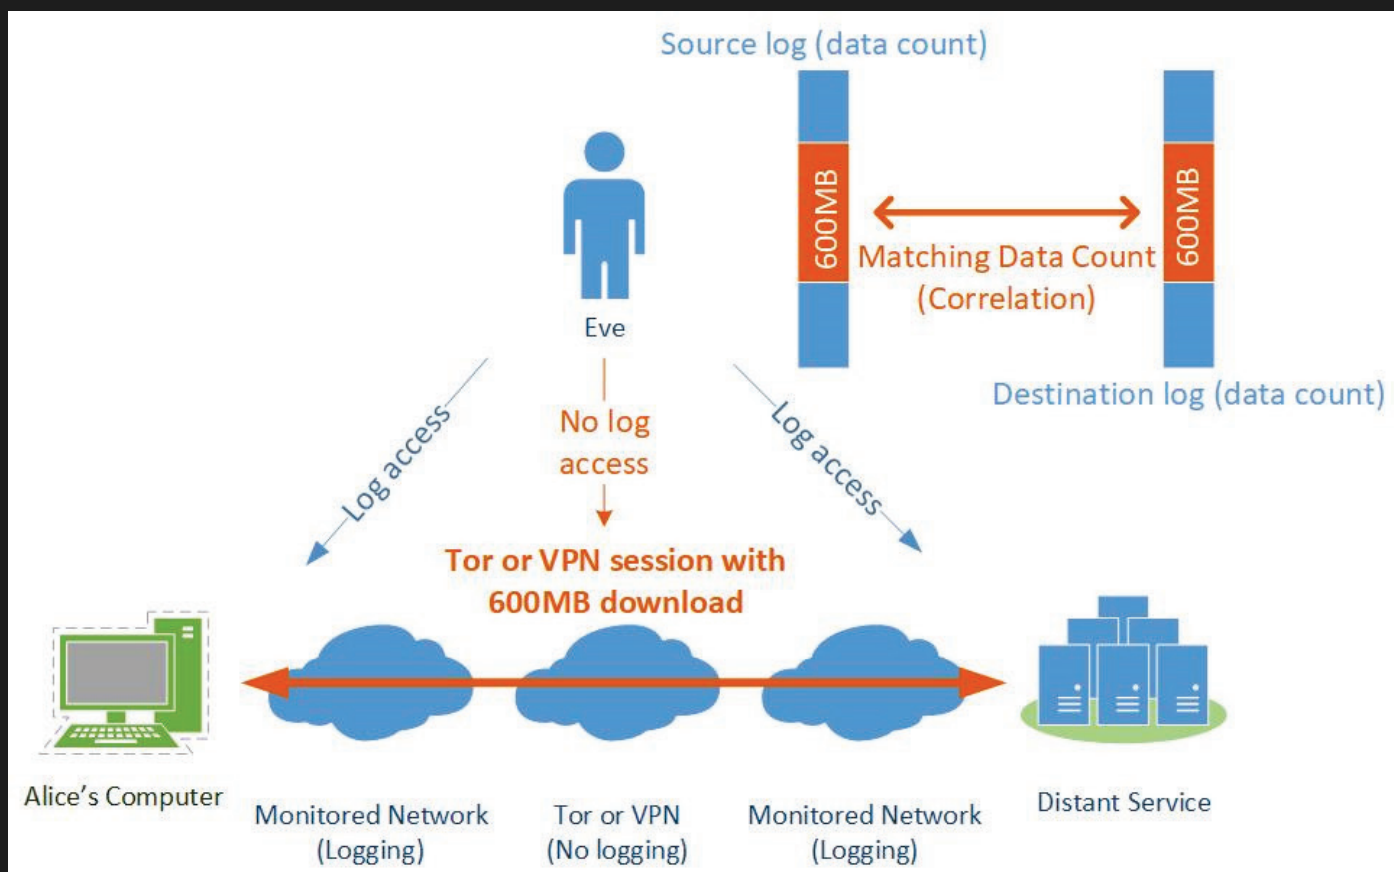 Source log (data count)
600MB
600MB
Matching Data Count
(Correlation)
Destination log (data count)
Eve
Log access
No log
access
Log access
Tor or VPN session with
600MB download
Alice's Computer
Monitored Network
(Logging)
Tor or VPN
(No logging)
Monitored Network
(Logging)
Distant Service